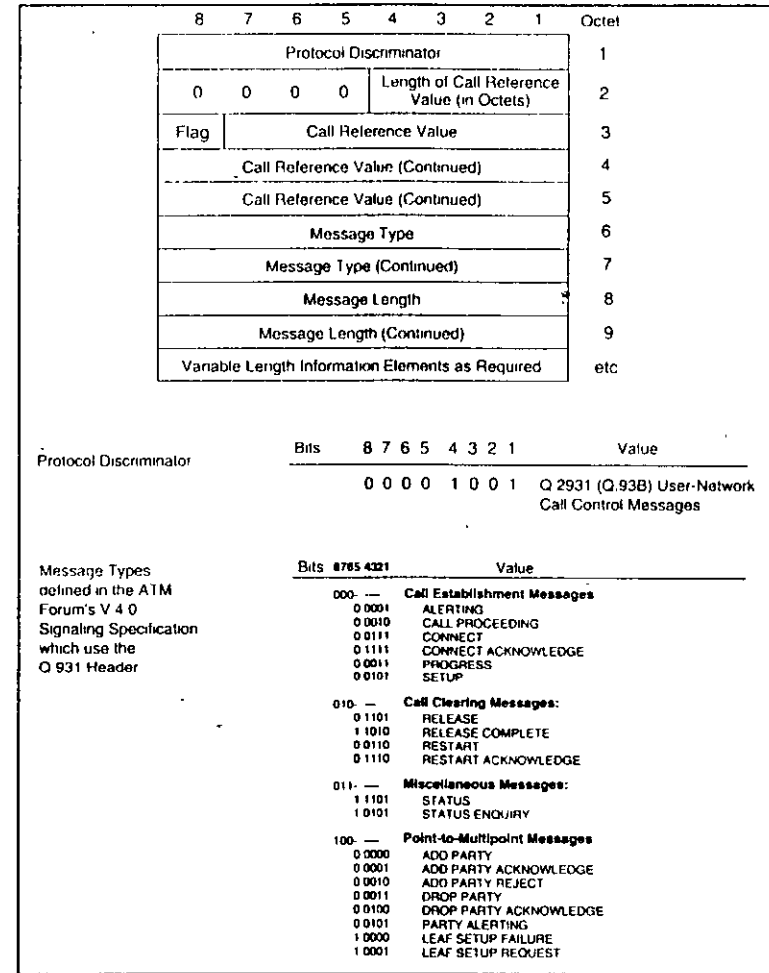 8 7 6 5 4 3 2 1 Octet
Protocol Discriminator 1
0 0 0 0 Length of Call Reference
Value (in Octets) 2
Flag Call Reference Value 3
Call Reference Value (Continued) 4
Call Reference Value (Continued) 5
Message Type 6
Message Type (Continued) 7
Message Length 8
Message Length (Continued) 9
Variable Length Information Elements as Required etc
Protocol Discriminator Bits 8 7 6 5 4 3 2 1 Value
0 0 0 0 1 0 0 1 Q 2931 (Q.93B) User-Network
Call Control Messages
Message Types
defined in the ATM
Forum's V 4 0
Signaling Specification
which use the
Q 931 Header
Bits 8765 4321 Value
000- --- Call Establishment Messages
0 0001 ALERTING
0 0010 CALL PROCEEDING
0 0111 CONNECT
0 1111 CONNECT ACKNOWLEDGE
0 0011 PROGRESS
0 0101 SETUP
010- --- Call Clearing Messages:
0 1101 RELEASE
1 1010 RELEASE COMPLETE
0 0110 RESTART
0 1110 RESTART ACKNOWLEDGE
011- --- Miscellaneous Messages:
1 1101 STATUS
1 0101 STATUS ENQUIRY
100- --- Point-to-Multipoint Messages
0 0000 ADD PARTY
0 0001 ADD PARTY ACKNOWLEDGE
0 0010 ADD PARTY REJECT
0 0011 DROP PARTY
0 0100 DROP PARTY ACKNOWLEDGE
0 0101 PARTY ALERTING
1 0000 LEAF SETUP FAILURE
1 0001 LEAF SETUP REQUEST